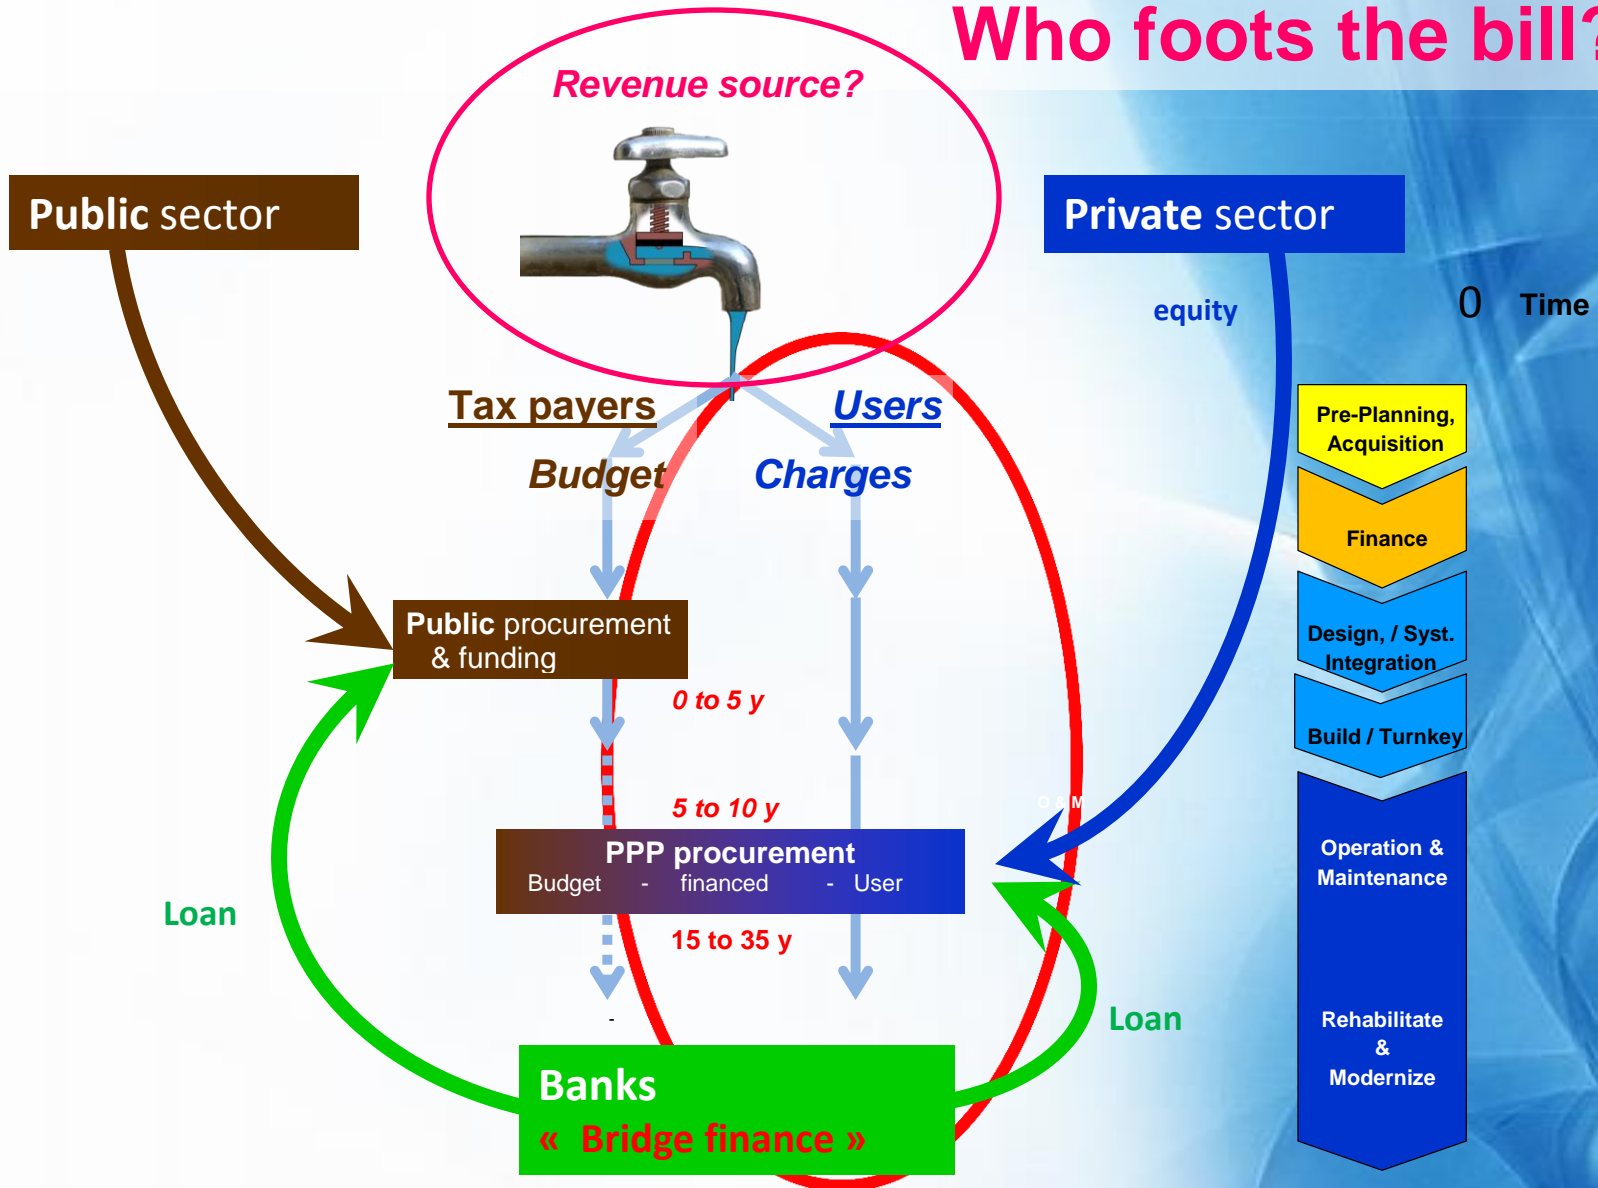 Who foots the bill?
Revenue source?
Public sector
Private sector
equity
0 Time
Tax payers
Users
Budget
Charges
Pre-Planning,
Acquisition
Finance
Design, / Syst.
Integration
Build / Turnkey
Public procurement
& funding
0 to 5 y
5 to 10 y
O & M
PPP procurement
Budget - financed - User
15 to 35 y
Operation &
Maintenance
Loan
-
Loan
Rehabilitate
&
Modernize
Banks
« Bridge finance »